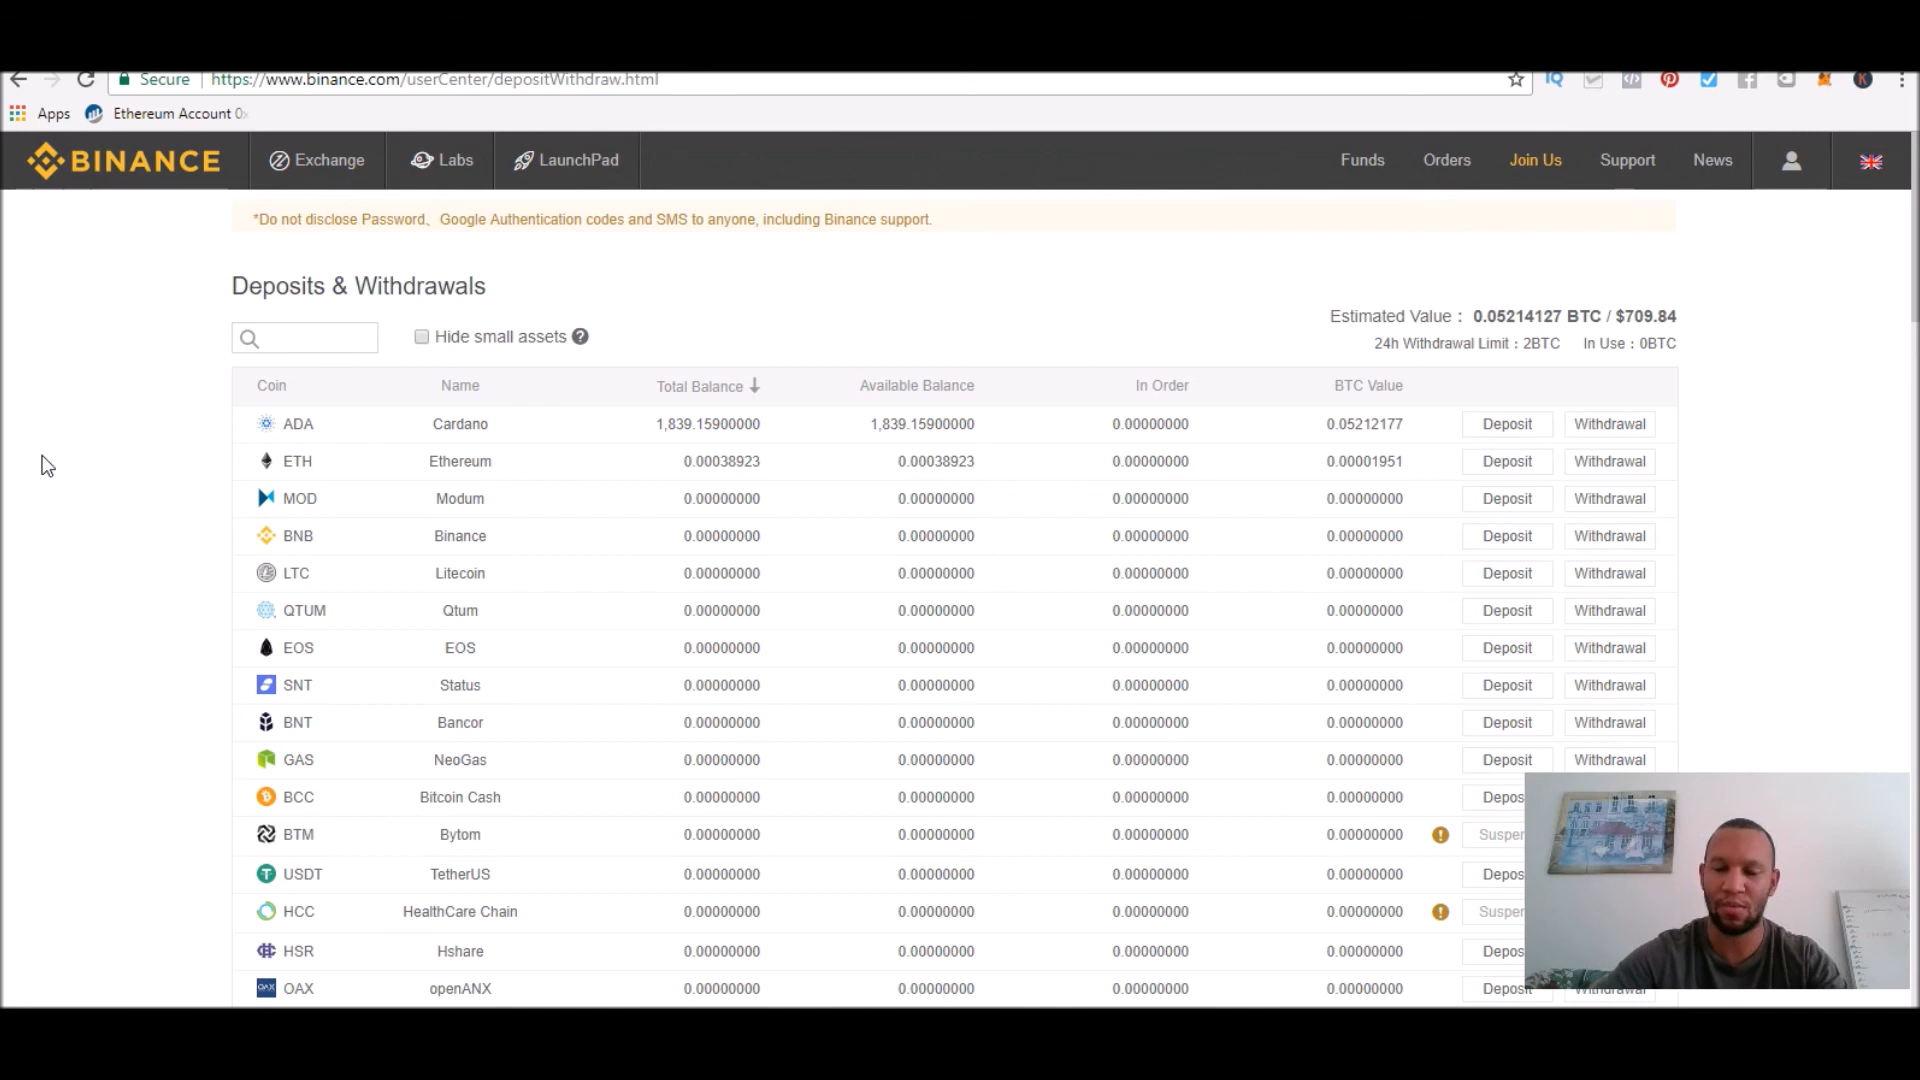 Secure https://www.binance.com/userCenter/depositWithdraw.html
Apps Ethereum Account 0x
BINANCE Exchange Labs LaunchPad Funds Orders Join Us Support News
*Do not disclose Password、Google Authentication codes and SMS to anyone, including Binance support.
Deposits & Withdrawals
Estimated Value： 0.05214127 BTC / $709.84
Hide small assets ?
24h Withdrawal Limit：2BTC In Use：0BTC
Coin Name Total Balance Available Balance In Order BTC Value
ADA Cardano 1,839.15900000 1,839.15900000 0.00000000 0.05212177 Deposit Withdrawal
ETH Ethereum 0.00038923 0.00038923 0.00000000 0.00001951 Deposit Withdrawal
MOD Modum 0.00000000 0.00000000 0.00000000 0.00000000 Deposit Withdrawal
BNB Binance 0.00000000 0.00000000 0.00000000 0.00000000 Deposit Withdrawal
LTC Litecoin 0.00000000 0.00000000 0.00000000 0.00000000 Deposit Withdrawal
QTUM Qtum 0.00000000 0.00000000 0.00000000 0.00000000 Deposit Withdrawal
EOS EOS 0.00000000 0.00000000 0.00000000 0.00000000 Deposit Withdrawal
SNT Status 0.00000000 0.00000000 0.00000000 0.00000000 Deposit Withdrawal
BNT Bancor 0.00000000 0.00000000 0.00000000 0.00000000 Deposit Withdrawal
GAS NeoGas 0.00000000 0.00000000 0.00000000 0.00000000 Deposit Withdrawal
BCC Bitcoin Cash 0.00000000 0.00000000 0.00000000 0.00000000 Depos
BTM Bytom 0.00000000 0.00000000 0.00000000 0.00000000 Susper
USDT TetherUS 0.00000000 0.00000000 0.00000000 0.00000000 Depos
HCC HealthCare Chain 0.00000000 0.00000000 0.00000000 0.00000000 Susper
HSR Hshare 0.00000000 0.00000000 0.00000000 0.00000000 Depos
OAX openANX 0.00000000 0.00000000 0.00000000 0.00000000 Deposit Withdrawal